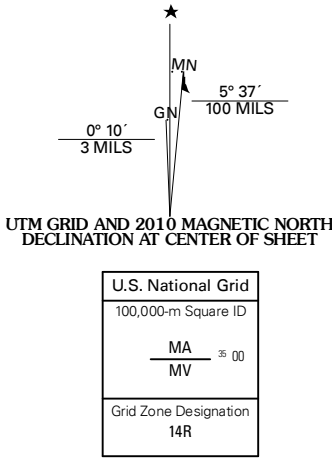 ★
MN
GN
5° 37´
100 MILS
0° 10´
3 MILS
UTM GRID AND 2010 MAGNETIC NORTH
DECLINATION AT CENTER OF SHEET
U.S. National Grid
100,000-m Square ID
MA
35 00
MV
Grid Zone Designation
14R